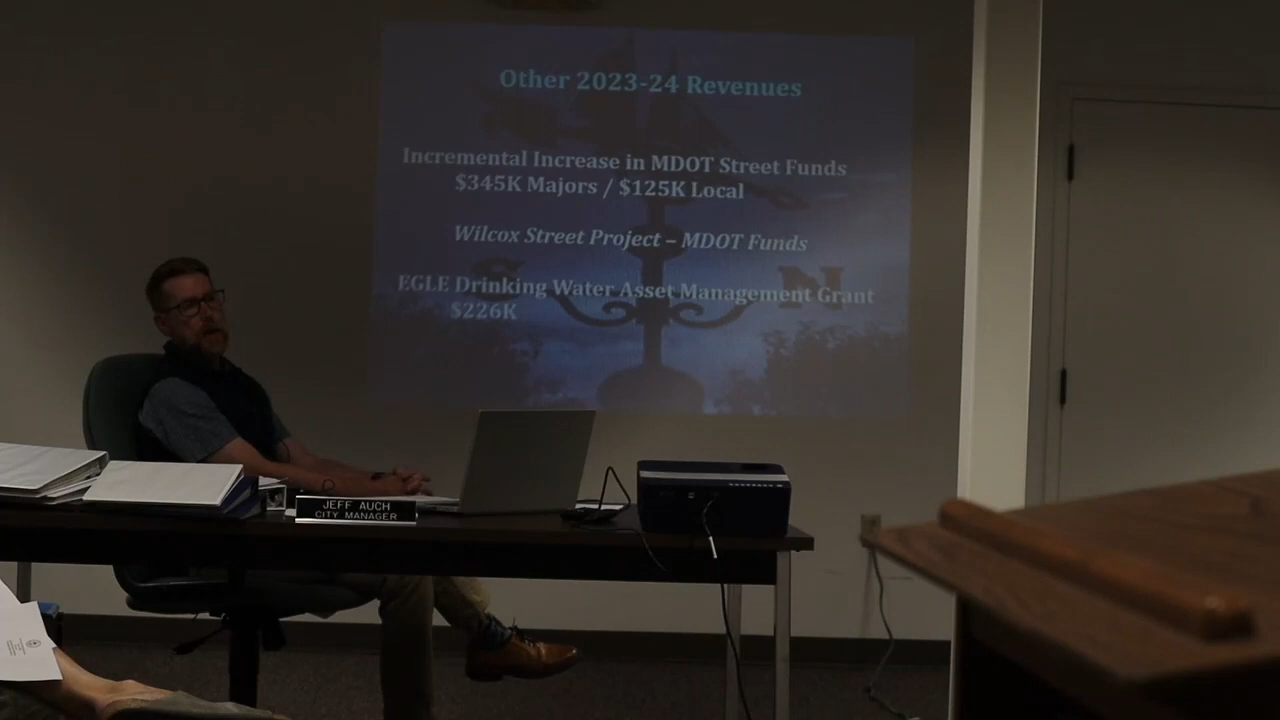 Other 2023-24 Revenues
Incremental Increase in MDOT Street Funds
$345K Majors / $125K Local
Wilcox Street Project – MDOT Funds
S
N
EGLE Drinking Water Asset Management Grant
$226K
JEFF AUCH
CITY MANAGER